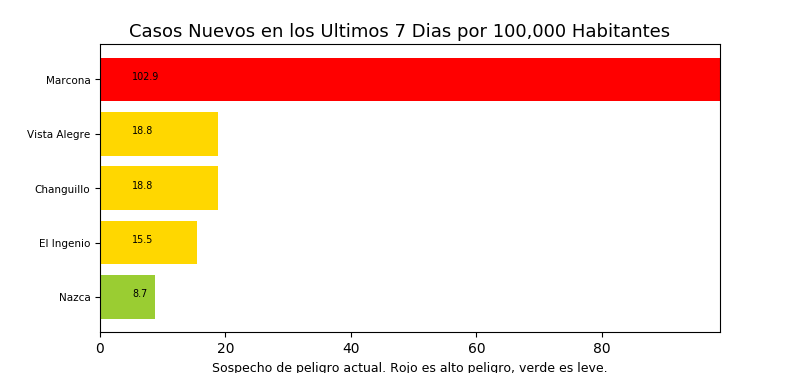 Casos Nuevos en los Ultimos 7 Dias por 100,000 Habitantes
Marcona 102.9
Vista Alegre 18.8
Changuillo 18.8
El Ingenio 15.5
Nazca 8.7
0 20 40 60 80
Sospecho de peligro actual. Rojo es alto peligro, verde es leve.